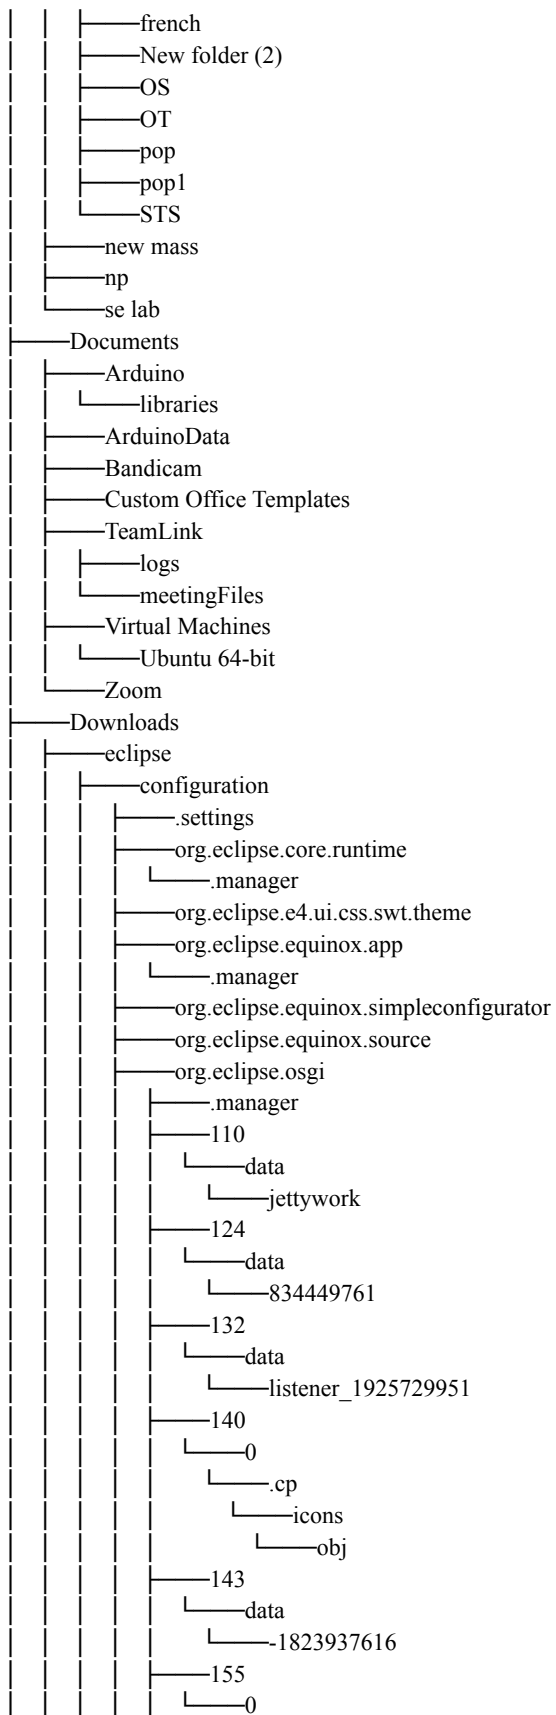 french
New folder (2)
OS
OT
pop
pop1
STS
new mass
np
se lab
Documents
Arduino
libraries
ArduinoData
Bandicam
Custom Office Templates
TeamLink
logs
meetingFiles
Virtual Machines
Ubuntu 64-bit
Zoom
Downloads
eclipse
configuration
.settings
org.eclipse.core.runtime
.manager
org.eclipse.e4.ui.css.swt.theme
org.eclipse.equinox.app
.manager
org.eclipse.equinox.simpleconfigurator
org.eclipse.equinox.source
org.eclipse.osgi
.manager
110
data
jettywork
124
data
834449761
132
data
listener_1925729951
140
0
.cp
icons
obj
143
data
-1823937616
155
0